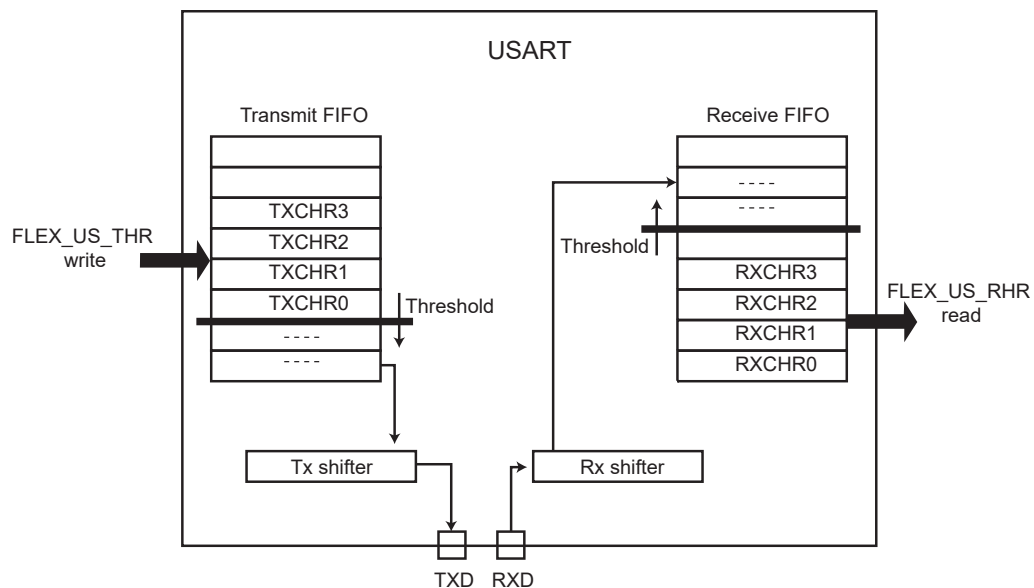 USART
Transmit FIFO
TXCHR3
TXCHR2
TXCHR1
TXCHR0
- - - -
- - - -
FLEX_US_THR
write
Threshold
Receive FIFO
- - - -
- - - -
Threshold
RXCHR3
RXCHR2
RXCHR1
RXCHR0
FLEX_US_RHR
read
Tx shifter
Rx shifter
TXD
RXD